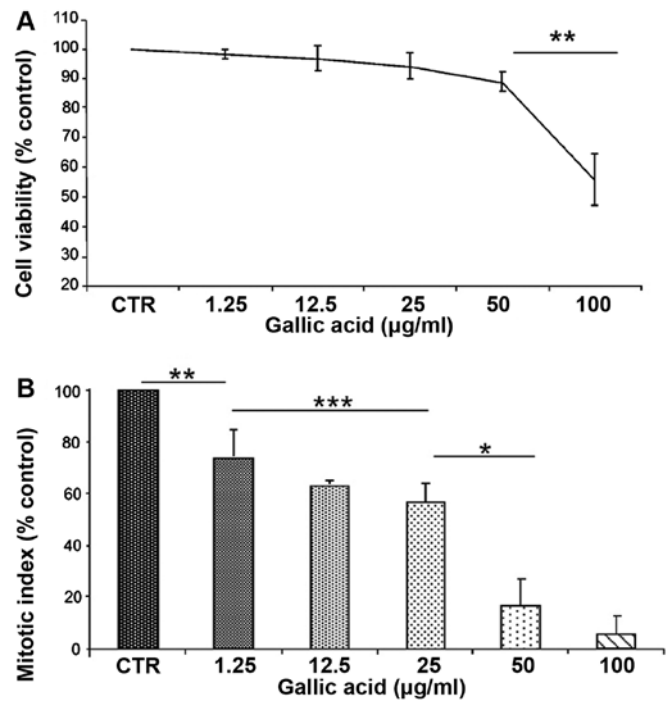 A
Cell viability (% control)
110
100
90
80
70
60
50
40
30
20
**
CTR 1.25 12.5 25 50 100
Gallic acid (µg/ml)
B
Mitotic index (% control)
100
80
60
40
20
0
**
***
*
CTR 1.25 12.5 25 50 100
Gallic acid (µg/ml)